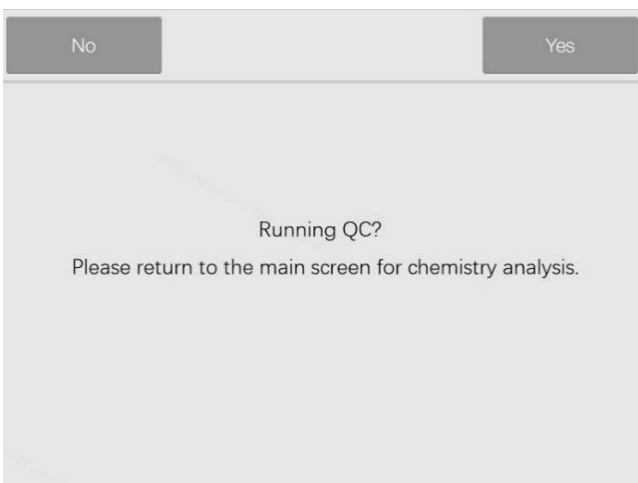 No
Yes
Running QC?
Please return to the main screen for chemistry analysis.